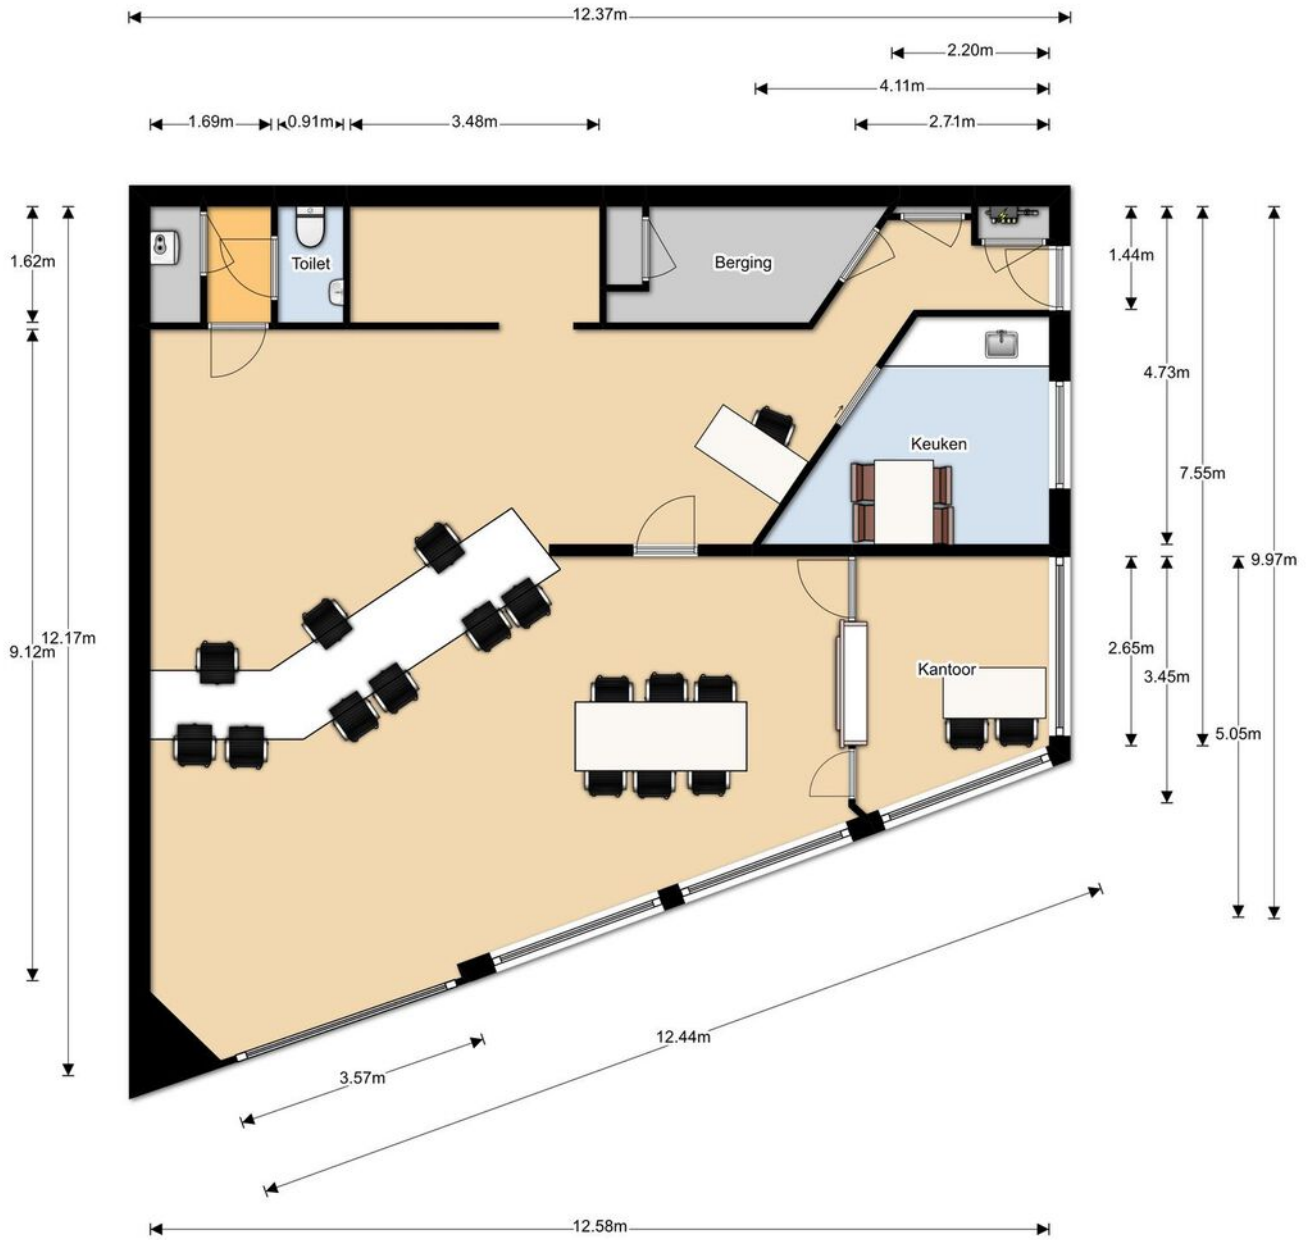 12.37m
2.20m
4.11m
1.69m 0.91m 3.48m 2.71m
1.62m
Toilet
Berging
1.44m
4.73m
Keuken
7.55m
9.97m
9.12m
12.17m
2.65m
Kantoor
3.45m
5.05m
12.44m
3.57m
12.58m